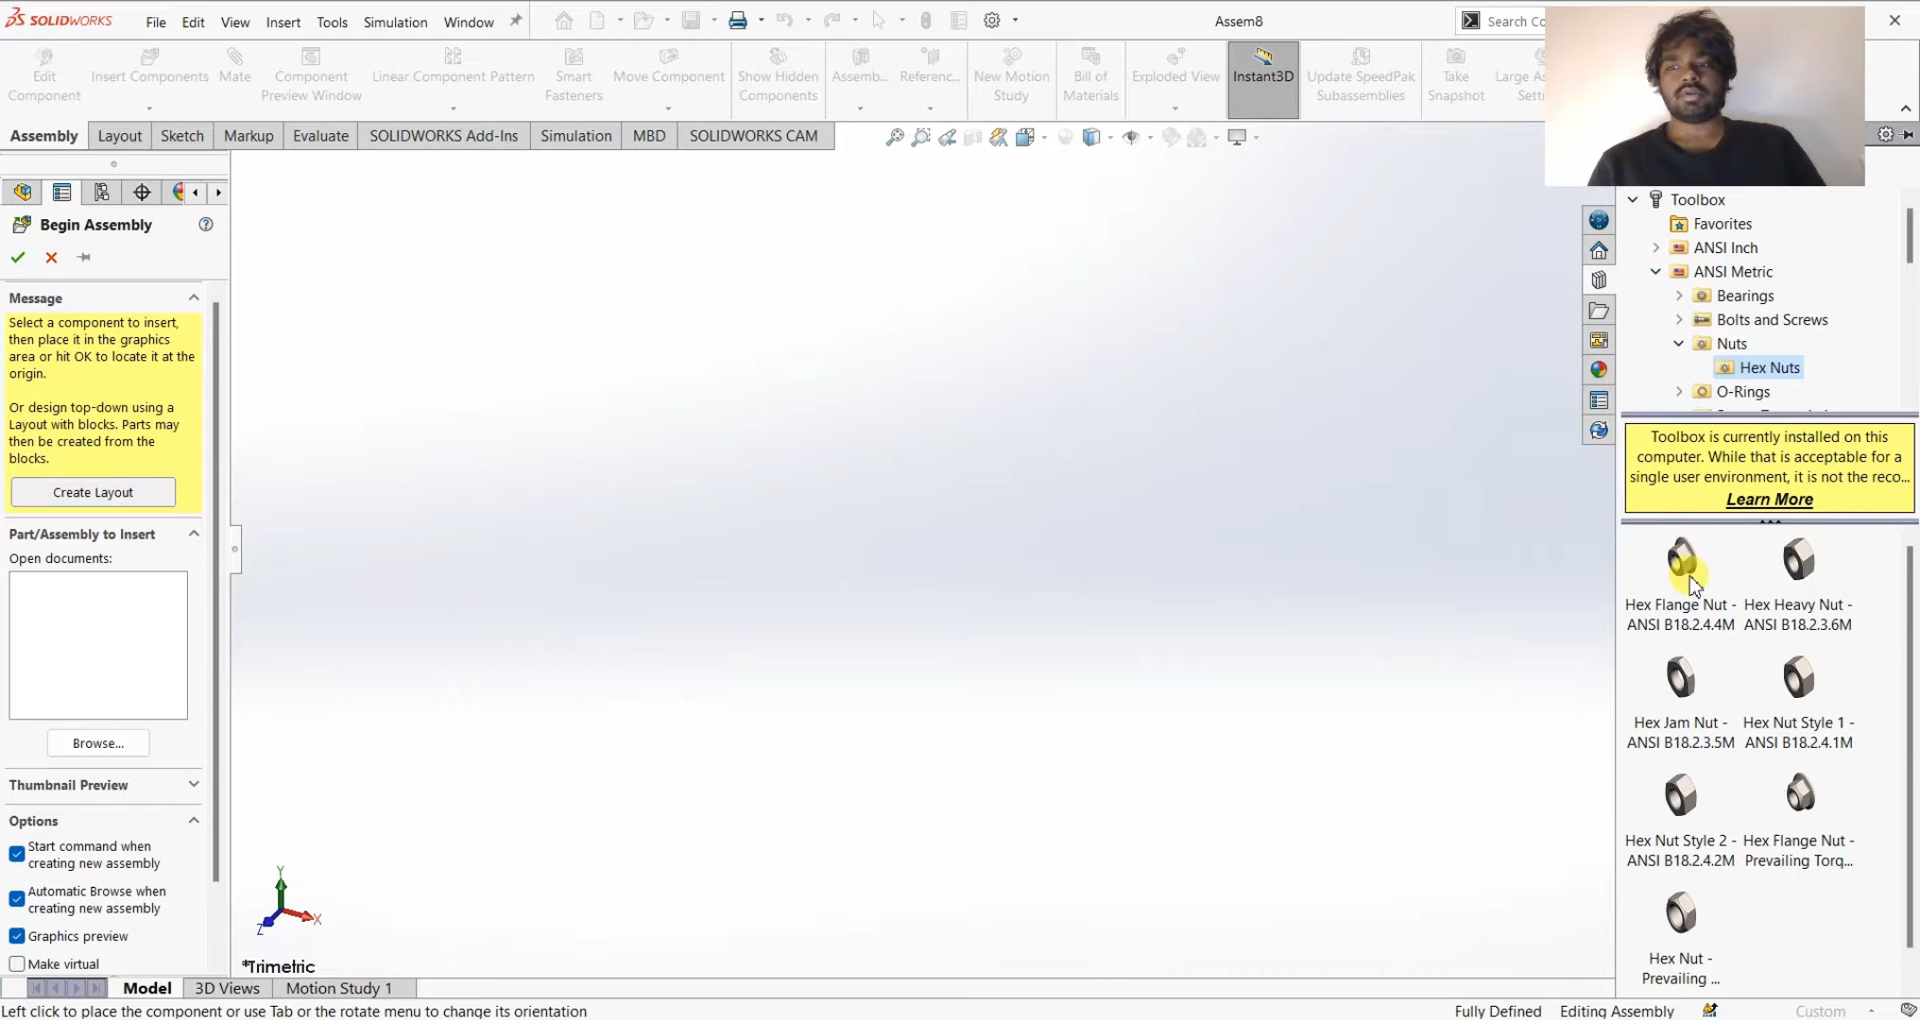 SOLIDWORKS File Edit View Insert Tools Simulation Window
Assem8
Search Co
Edit Component
Insert Components
Mate
Component Preview Window
Linear Component Pattern
Smart Fasteners
Move Component
Show Hidden Components
Assemb...
Referenc...
New Motion Study
Bill of Materials
Exploded View
Instant3D
Update SpeedPak Subassemblies
Take Snapshot
Large As
Setti
Assembly Layout Sketch Markup Evaluate SOLIDWORKS Add-Ins Simulation MBD SOLIDWORKS CAM
Begin Assembly
Message
Select a component to insert,
then place it in the graphics
area or hit OK to locate it at the
origin.
Or design top-down using a
Layout with blocks. Parts may
then be created from the
blocks.
Create Layout
Part/Assembly to Insert
Open documents:
Browse...
Thumbnail Preview
Options
Start command when
creating new assembly
Automatic Browse when
creating new assembly
Graphics preview
Make virtual
Y
X
Z
*Trimetric
Toolbox
Favorites
ANSI Inch
ANSI Metric
Bearings
Bolts and Screws
Nuts
Hex Nuts
O-Rings
Toolbox is currently installed on this
computer. While that is acceptable for a
single user environment, it is not the reco...
Learn More
Hex Flange Nut -
ANSI B18.2.4.4M
Hex Heavy Nut -
ANSI B18.2.3.6M
Hex Jam Nut -
ANSI B18.2.3.5M
Hex Nut Style 1 -
ANSI B18.2.4.1M
Hex Nut Style 2 -
ANSI B18.2.4.2M
Hex Flange Nut -
Prevailing Torq...
Hex Nut -
Prevailing ...
Model 3D Views Motion Study 1
Left click to place the component or use Tab or the rotate menu to change its orientation
Fully Defined Editing Assembly Custom